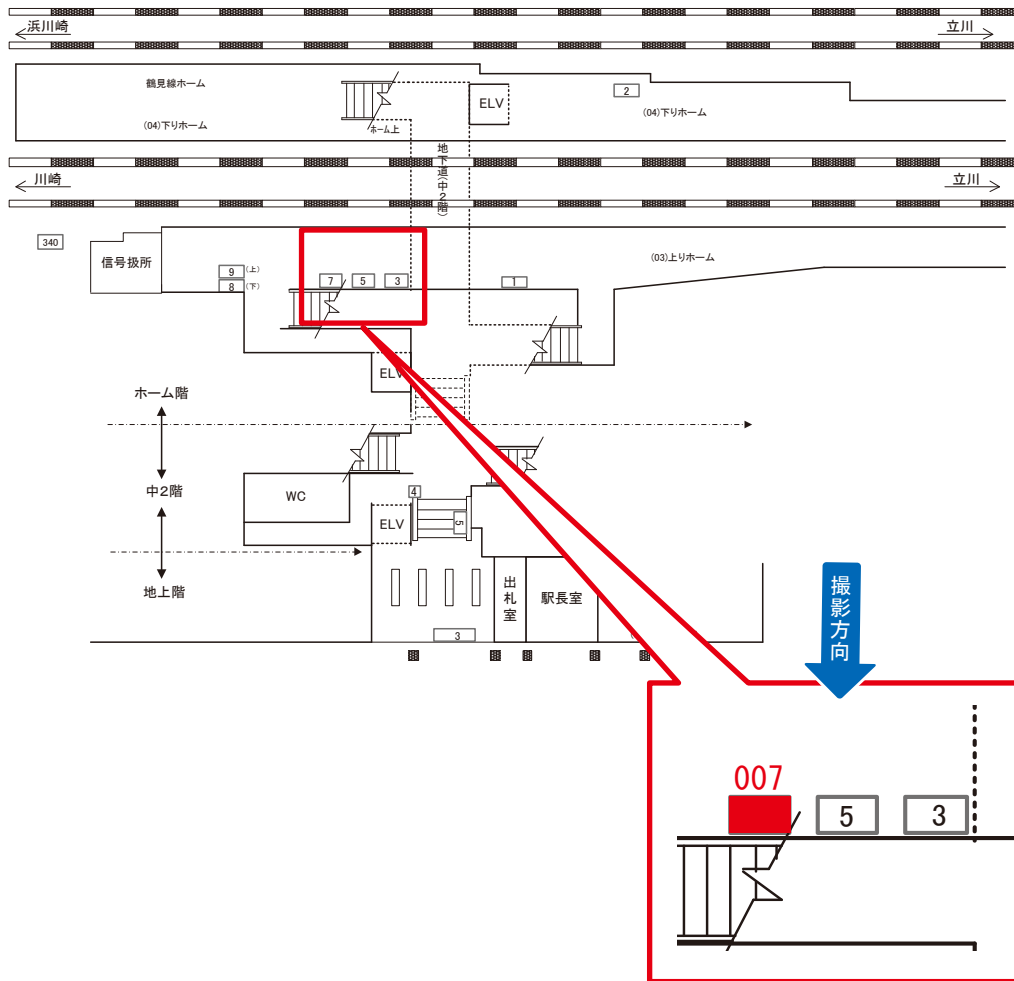 浜川崎
立川
鶴見線ホーム
ELV
2
(04)下りホーム
ホーム上
(04)下りホーム
地下道(中2階)
川崎
立川
340
信号扱所
9
(上)
8
(下)
7
5
3
1
(03)上りホーム
ELV
ホーム階
中2階
地上階
WC
4
ELV
5
出札室
駅長室
3
撮影方向
007
5
3